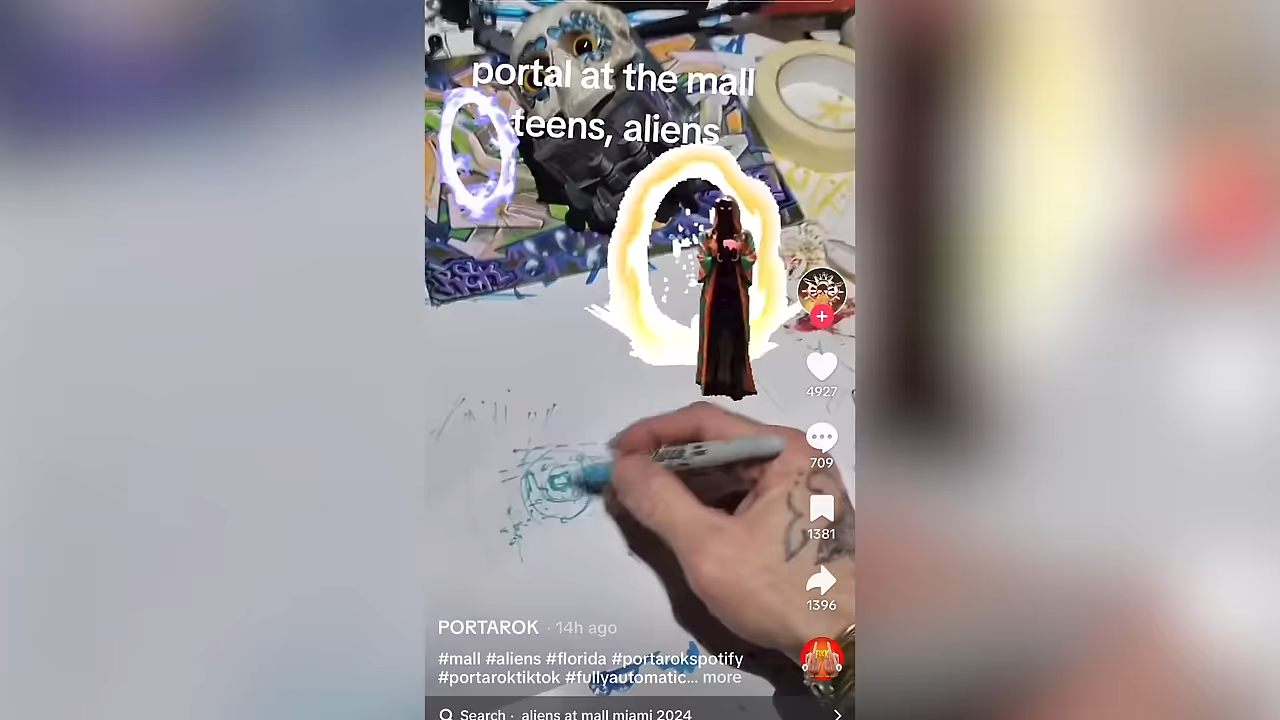 portal at the mall
teens, aliens
4927
709
1381
1396
PORTAROK · 14h ago
#mall #aliens #florida #portarokspotify
#portaroktiktok #fullyautomatic... more
Search · aliens at mall miami 2024